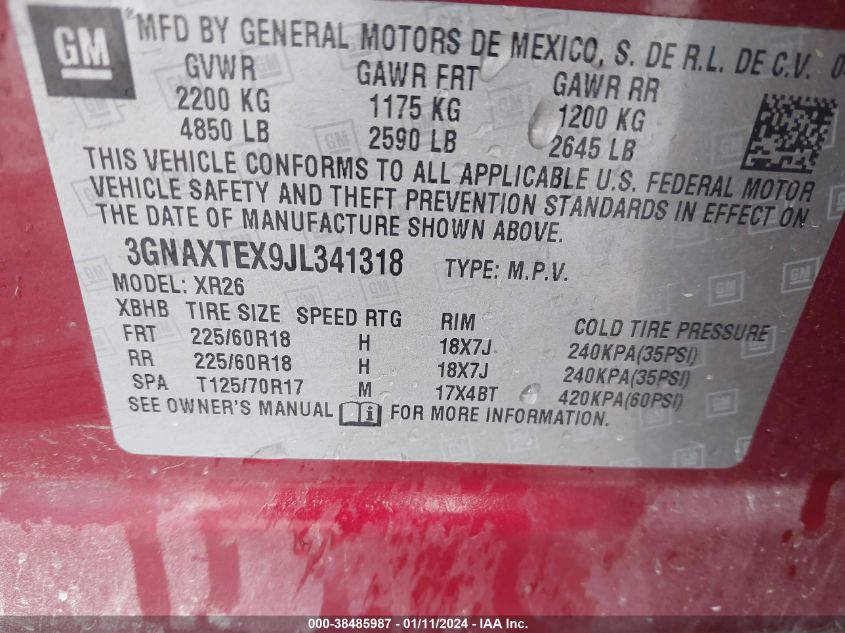 GM MFD BY GENERAL MOTORS DE MEXICO, S. DE R.L. DE C.V.
GVWR GAWR FRT GAWR RR
2200 KG 1175 KG 1200 KG
4850 LB 2590 LB 2645 LB
THIS VEHICLE CONFORMS TO ALL APPLICABLE U.S. FEDERAL MOTOR
VEHICLE SAFETY AND THEFT PREVENTION STANDARDS IN EFFECT ON
THE DATE OF MANUFACTURE SHOWN ABOVE.
3GNAXTEX9JL341318 TYPE: M.P.V.
MODEL: XR26
XBHB TIRE SIZE SPEED RTG RIM COLD TIRE PRESSURE
FRT 225/60R18 H 18X7J 240KPA(35PSI)
RR 225/60R18 H 18X7J 240KPA(35PSI)
SPA T125/70R17 M 17X4BT 420KPA(60PSI)
SEE OWNER'S MANUAL FOR MORE INFORMATION.
000-38485987 - 01/11/2024 - IAA Inc.